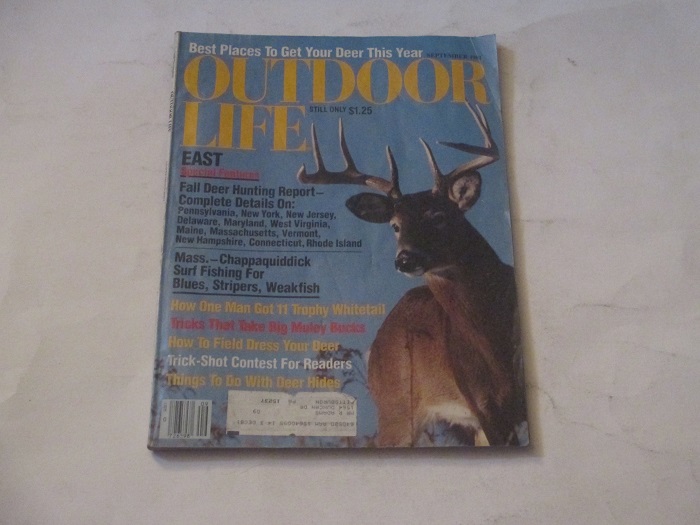 Best Places To Get Your Deer This Year SEPTEMBER
OUTDOOR
LIFE STILL ONLY $1.25
EAST
Special Features
Fall Deer Hunting Report–
Complete Details On:
Pennsylvania, New York, New Jersey,
Delaware, Maryland, West Virginia,
Maine, Massachusetts, Vermont,
New Hampshire, Connecticut, Rhode Island
Mass.–Chappaquiddick
Surf Fishing For
Blues, Stripers, Weakfish
How One Man Got 11 Trophy Whitetail
Tricks That Take Big Muley Bucks
How To Field Dress Your Deer
Trick-Shot Contest For Readers
Things To Do With Deer Hides